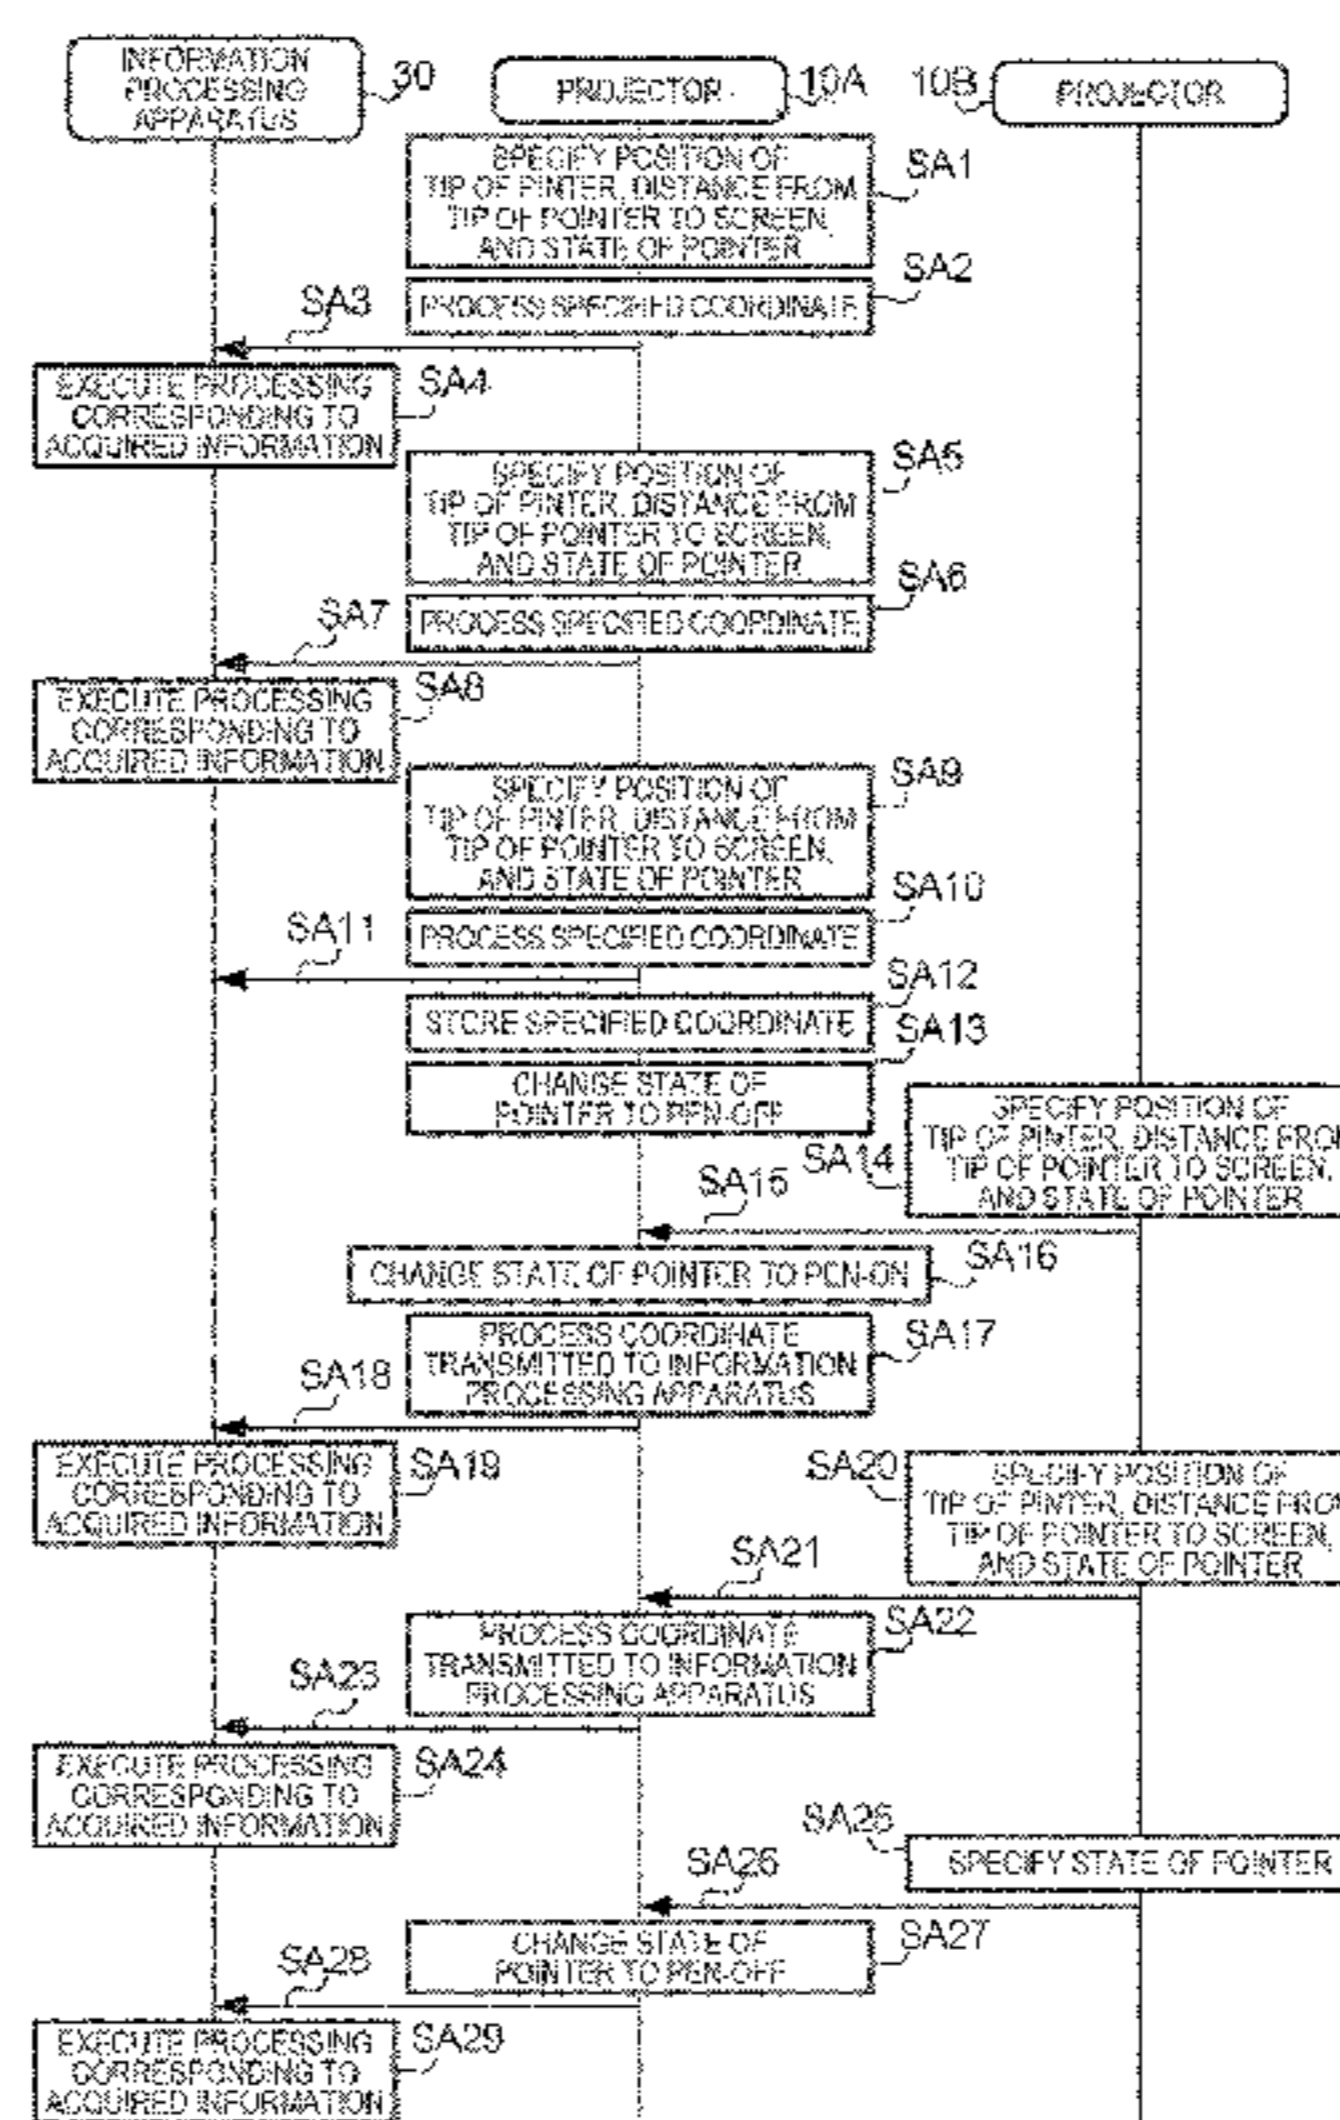 INFORMATION
PROCESSING
APPARATUS
30
PROJECTOR
10A
10B
PROJECTOR
SPECIFY POSITION OF
TIP OF PINTER, DISTANCE FROM
TIP OF POINTER TO SCREEN,
AND STATE OF POINTER
SA1
PROCESS SPECIFIED COORDINATE
SA2
SA3
EXECUTE PROCESSING
CORRESPONDING TO
ACQUIRED INFORMATION
SA4
SPECIFY POSITION OF
TIP OF PINTER, DISTANCE FROM
TIP OF POINTER TO SCREEN,
AND STATE OF POINTER
SA5
PROCESS SPECIFIED COORDINATE
SA6
SA7
EXECUTE PROCESSING
CORRESPONDING TO
ACQUIRED INFORMATION
SA8
SPECIFY POSITION OF
TIP OF PINTER, DISTANCE FROM
TIP OF POINTER TO SCREEN,
AND STATE OF POINTER
SA9
PROCESS SPECIFIED COORDINATE
SA10
SA11
STORE SPECIFIED COORDINATE
SA12
CHANGE STATE OF
POINTER TO PEN-OFF
SA13
SPECIFY POSITION OF
TIP OF PINTER, DISTANCE FROM
TIP OF POINTER TO SCREEN,
AND STATE OF POINTER
SA14
SA15
CHANGE STATE OF POINTER TO PEN-ON
SA16
PROCESS COORDINATE
TRANSMITTED TO INFORMATION
PROCESSING APPARATUS
SA17
SA18
EXECUTE PROCESSING
CORRESPONDING TO
ACQUIRED INFORMATION
SA19
SA20
SPECIFY POSITION OF
TIP OF PINTER, DISTANCE FROM
TIP OF POINTER TO SCREEN,
AND STATE OF POINTER
SA21
PROCESS COORDINATE
TRANSMITTED TO INFORMATION
PROCESSING APPARATUS
SA22
SA23
EXECUTE PROCESSING
CORRESPONDING TO
ACQUIRED INFORMATION
SA24
SA25
SPECIFY STATE OF POINTER
SA26
CHANGE STATE OF
POINTER TO PEN-OFF
SA27
SA28
EXECUTE PROCESSING
CORRESPONDING TO
ACQUIRED INFORMATION
SA29